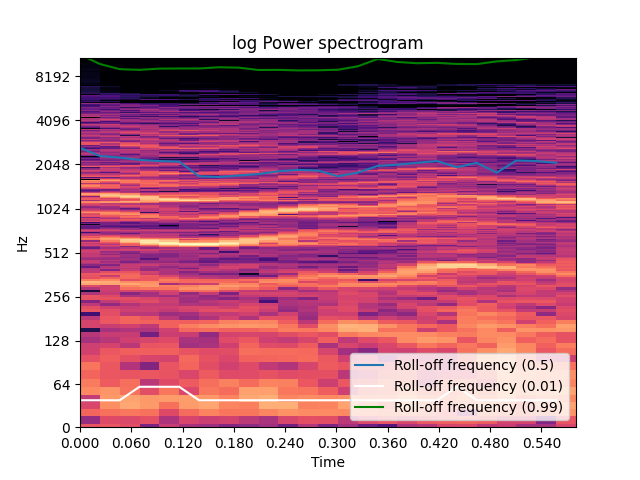 log Power spectrogram
8192
4096
2048
1024
512
256
128
64
0
Hz
Roll-off frequency (0.5)
Roll-off frequency (0.01)
Roll-off frequency (0.99)
0.000 0.060 0.120 0.180 0.240 0.300 0.360 0.420 0.480 0.540
Time